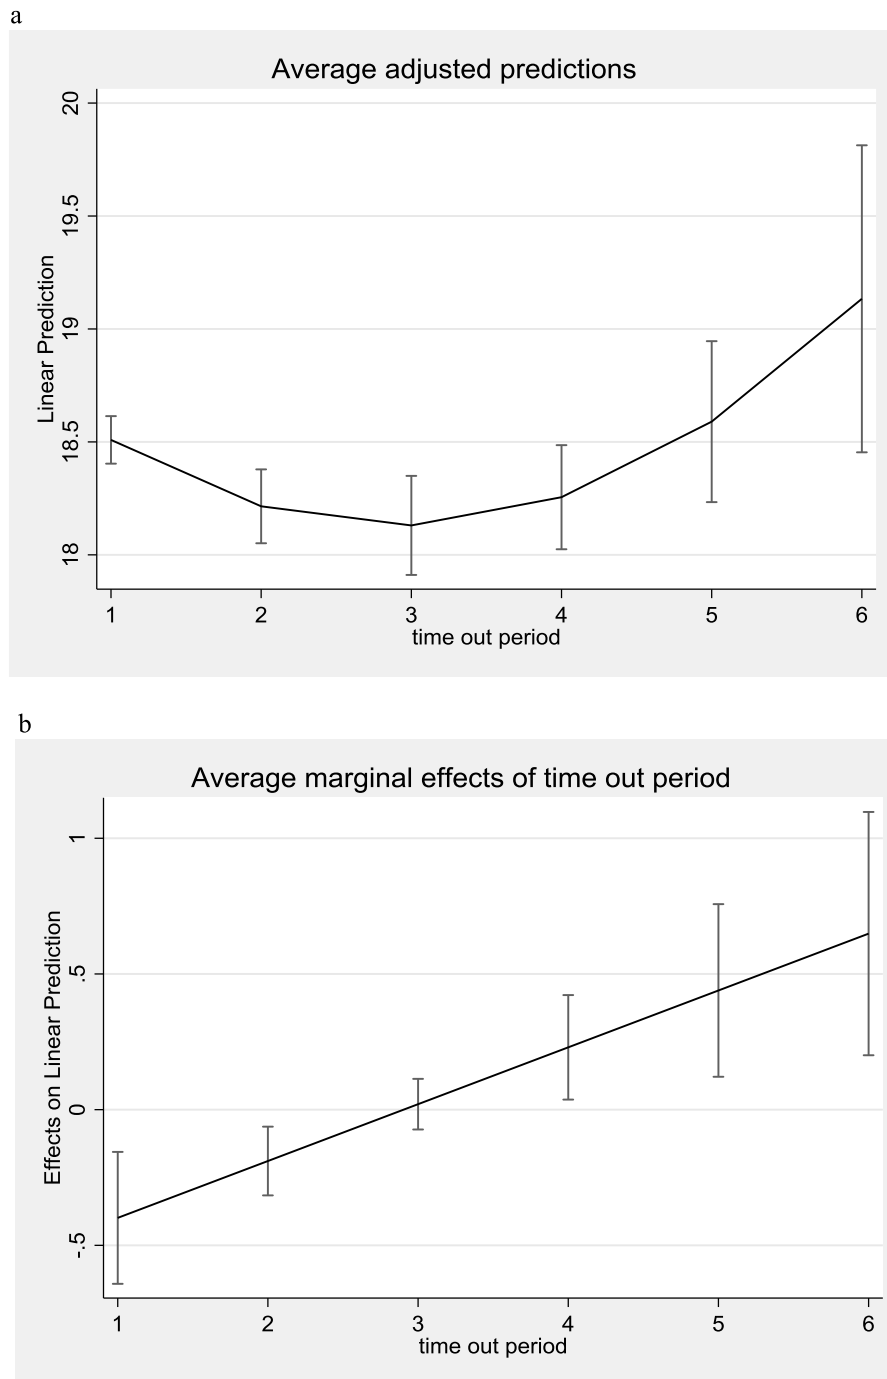 a
Average adjusted predictions
Linear Prediction
20
19.5
19
18.5
18
1 2 3 4 5 6
time out period
b
Average marginal effects of time out period
Effects on Linear Prediction
1
.5
0
-.5
1 2 3 4 5 6
time out period